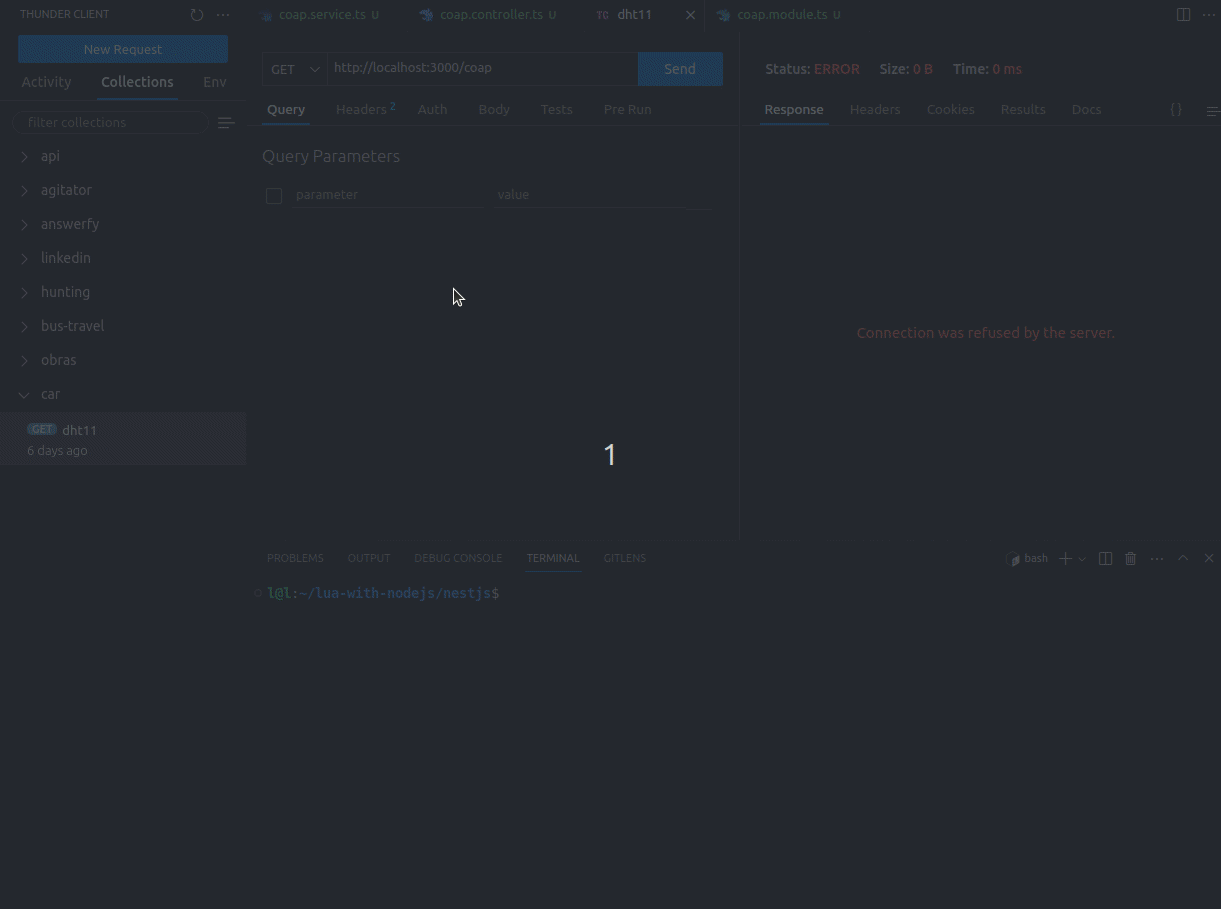 THUNDER CLIENT
New Request
Activity Collections Env
filter collections
api
agitator
answerfy
linkedin
hunting
bus-travel
obras
car
GET dht11
6 days ago
coap.service.ts U coap.controller.ts U TC dht11 coap.module.ts U
GET http://localhost:3000/coap Send
Query Headers 2 Auth Body Tests Pre Run
Query Parameters
parameter value
Status: ERROR Size: 0 B Time: 0 ms
Response Headers Cookies Results Docs {}
Connection was refused by the server.
1
PROBLEMS OUTPUT DEBUG CONSOLE TERMINAL GITLENS bash
l@l:~/lua-with-nodejs/nestjs$